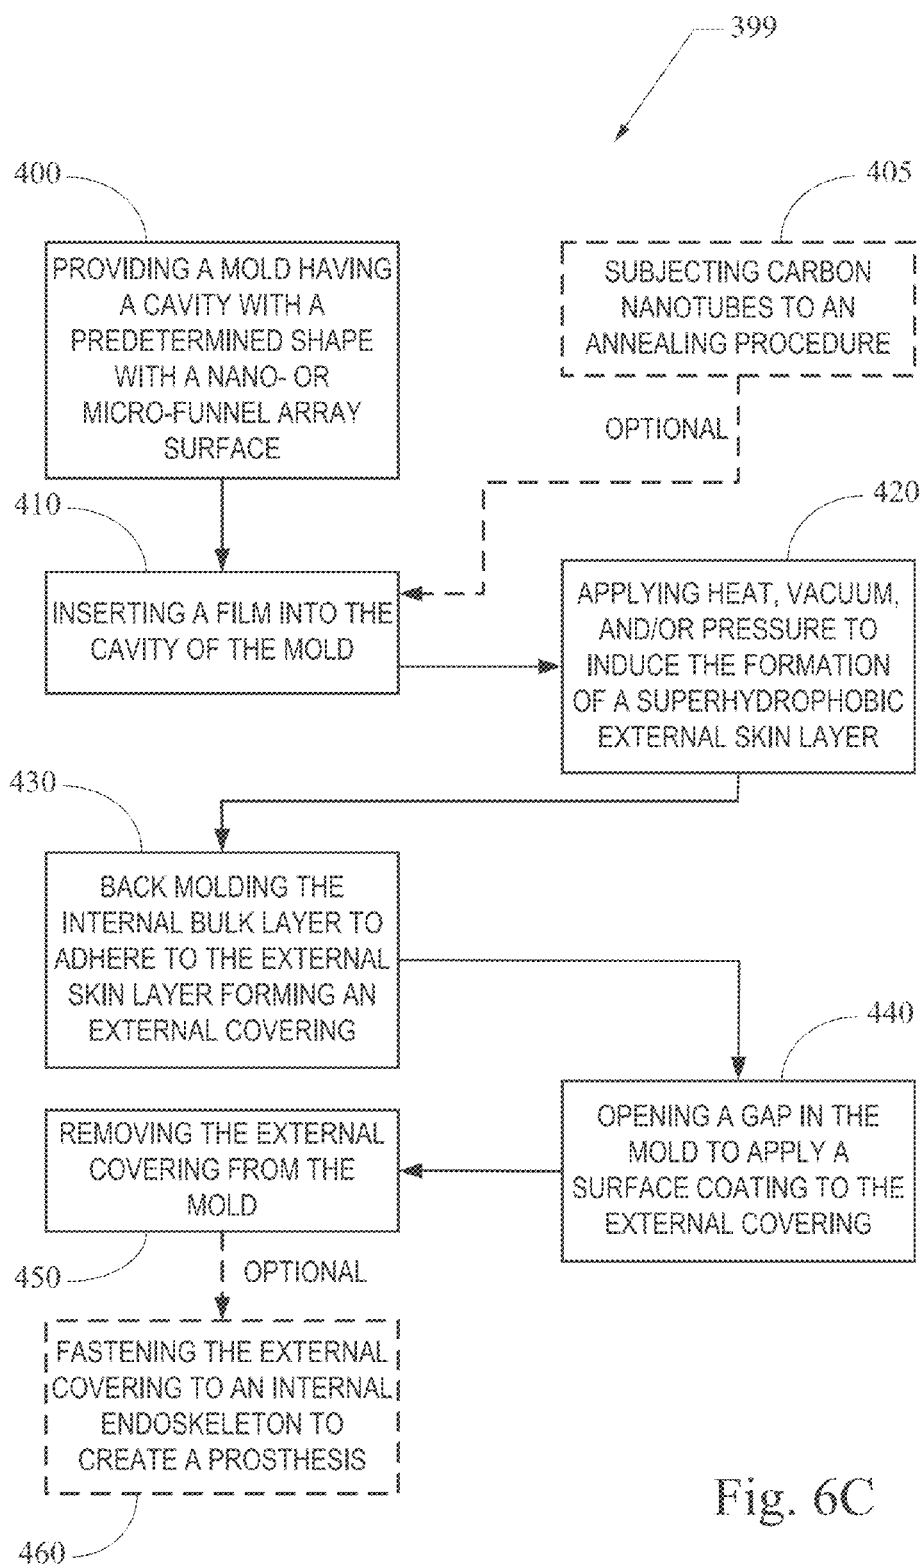 399
400
PROVIDING A MOLD HAVING
A CAVITY WITH A
PREDETERMINED SHAPE
WITH A NANO- OR
MICRO-FUNNEL ARRAY
SURFACE
405
SUBJECTING CARBON
NANOTUBES TO AN
ANNEALING PROCEDURE
OPTIONAL
410
INSERTING A FILM INTO THE
CAVITY OF THE MOLD
420
APPLYING HEAT, VACUUM,
AND/OR PRESSURE TO
INDUCE THE FORMATION
OF A SUPERHYDROPHOBIC
EXTERNAL SKIN LAYER
430
BACK MOLDING THE
INTERNAL BULK LAYER TO
ADHERE TO THE EXTERNAL
SKIN LAYER FORMING AN
EXTERNAL COVERING
440
OPENING A GAP IN THE
MOLD TO APPLY A
SURFACE COATING TO THE
EXTERNAL COVERING
REMOVING THE EXTERNAL
COVERING FROM THE
MOLD
450
OPTIONAL
FASTENING THE EXTERNAL
COVERING TO AN INTERNAL
ENDOSKELETON TO
CREATE A PROSTHESIS
460
Fig. 6C